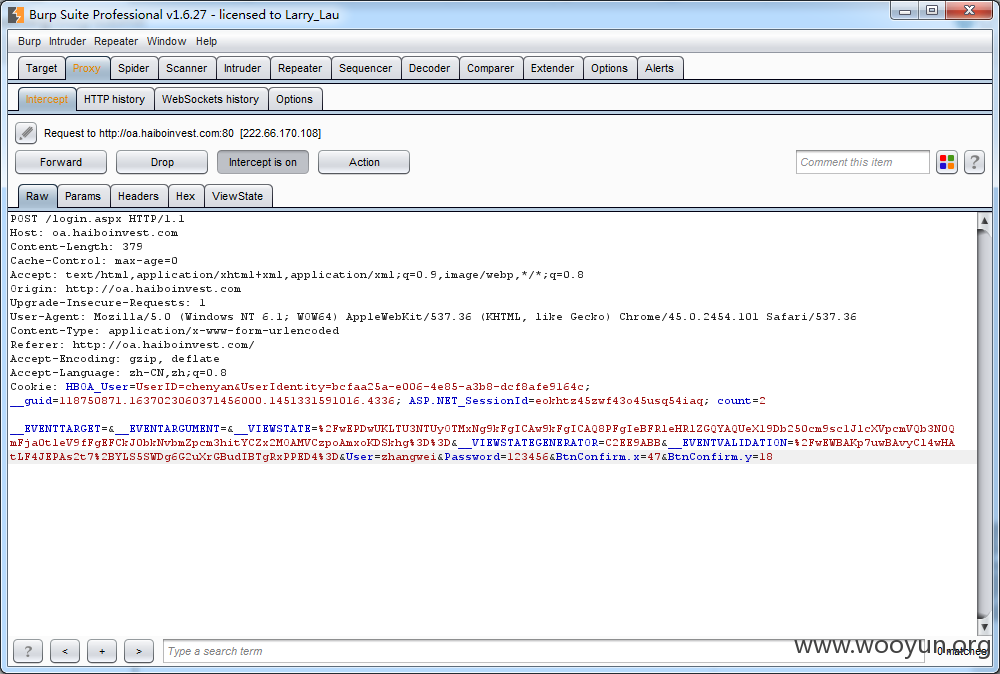 Burp Suite Professional v1.6.27 - licensed to Larry_Lau
Burp Intruder Repeater Window Help
Target Proxy Spider Scanner Intruder Repeater Sequencer Decoder Comparer Extender Options Alerts
Intercept HTTP history WebSockets history Options
Request to http://oa.haiboinvest.com:80 [222.66.170.108]
Forward Drop Intercept is on Action Comment this item ?
Raw Params Headers Hex ViewState
POST /login.aspx HTTP/1.1
Host: oa.haiboinvest.com
Content-Length: 379
Cache-Control: max-age=0
Accept: text/html,application/xhtml+xml,application/xml;q=0.9,image/webp,*/*;q=0.8
Origin: http://oa.haiboinvest.com
Upgrade-Insecure-Requests: 1
User-Agent: Mozilla/5.0 (Windows NT 6.1; WOW64) AppleWebKit/537.36 (KHTML, like Gecko) Chrome/45.0.2454.101 Safari/537.36
Content-Type: application/x-www-form-urlencoded
Referer: http://oa.haiboinvest.com/
Accept-Encoding: gzip, deflate
Accept-Language: zh-CN,zh;q=0.8
Cookie: HBOA_User=UserID=chenyan&UserIdentity=bcfaa25a-e006-4e85-a3b8-dcf8afe9164c;
__guid=118750871.1637023060371456000.1451331591016.4336; ASP.NET_SessionId=eokhtz45zwf43o45usq54iaq; count=2
__EVENTTARGET=&__EVENTARGUMENT=&__VIEWSTATE=%2FwEPDwUKLTU3NTUyOTMxNg9kFgICAw9kFgICAQ8PFgIeBFRleHRlZGQYAQUeX19Db250cm9sc1JlcXVpcmVQb3N0Q
mFja0tleV9fFgEFCkJ0bkNvbmZpcm3hitYCZx2MOAMVCzpoAmxoKDSkhg%3D%3D&__VIEWSTATEGENERATOR=C2EE9ABB&__EVENTVALIDATION=%2FwEWBAKp7uwBAvyC14wHA
tLF4JEPAs2t7%2BYLS5SWDg6G2uXrGBudIBTgRxPPED4%3D&User=zhangwei&Password=123456&BtnConfirm.x=47&BtnConfirm.y=18
? < + > Type a search term 0 matches
www.wooyun.org